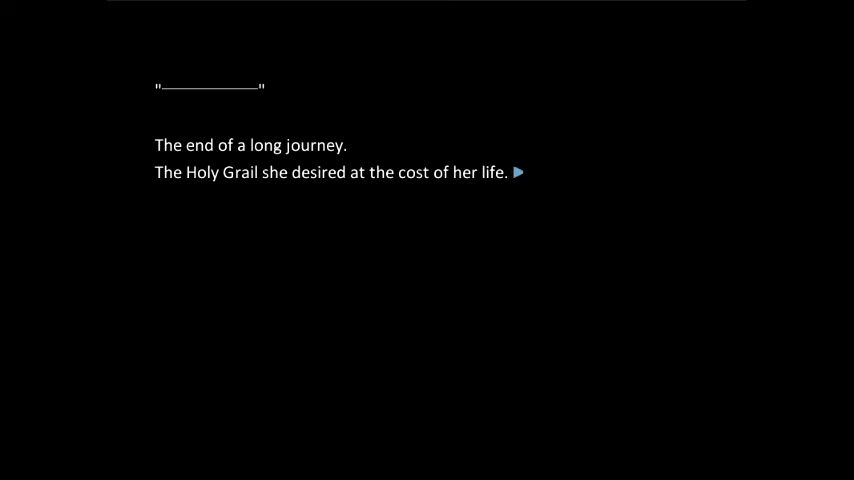 "――――――"
The end of a long journey.
The Holy Grail she desired at the cost of her life.